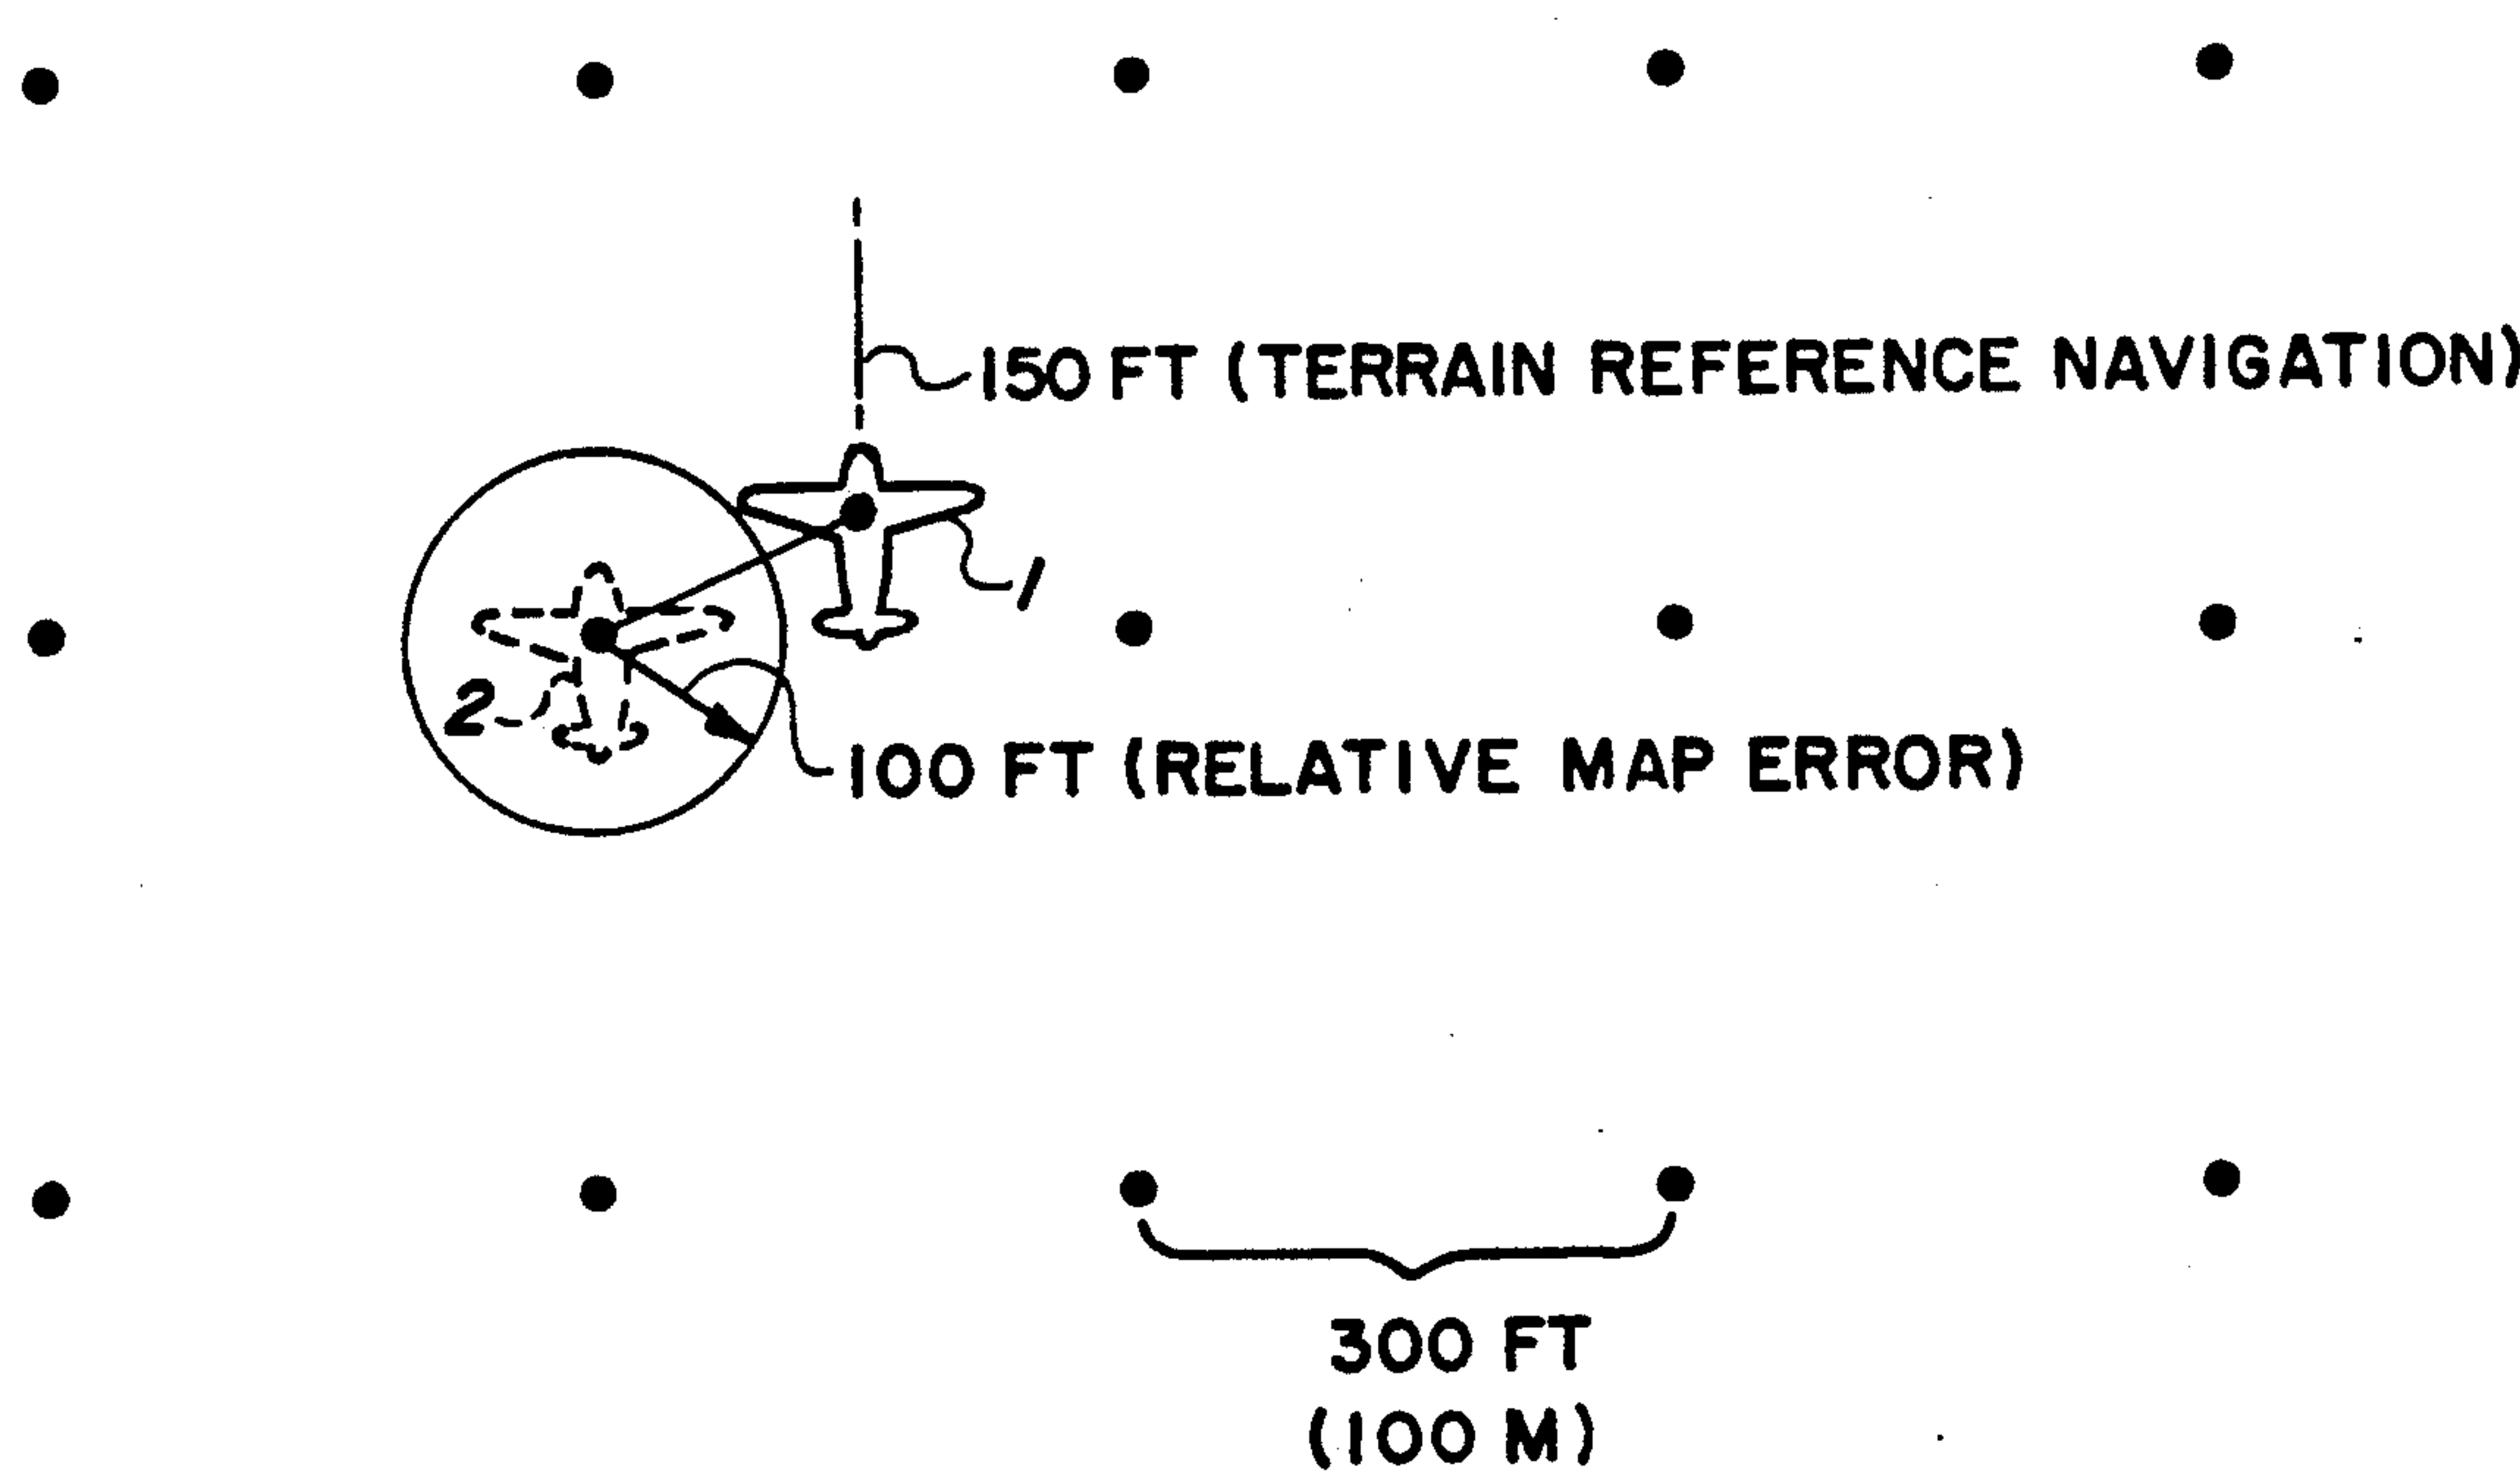 150 FT (TERRAIN REFERENCE NAVIGATION)
1
2
100 FT (RELATIVE MAP ERROR)
300 FT
(100 M)